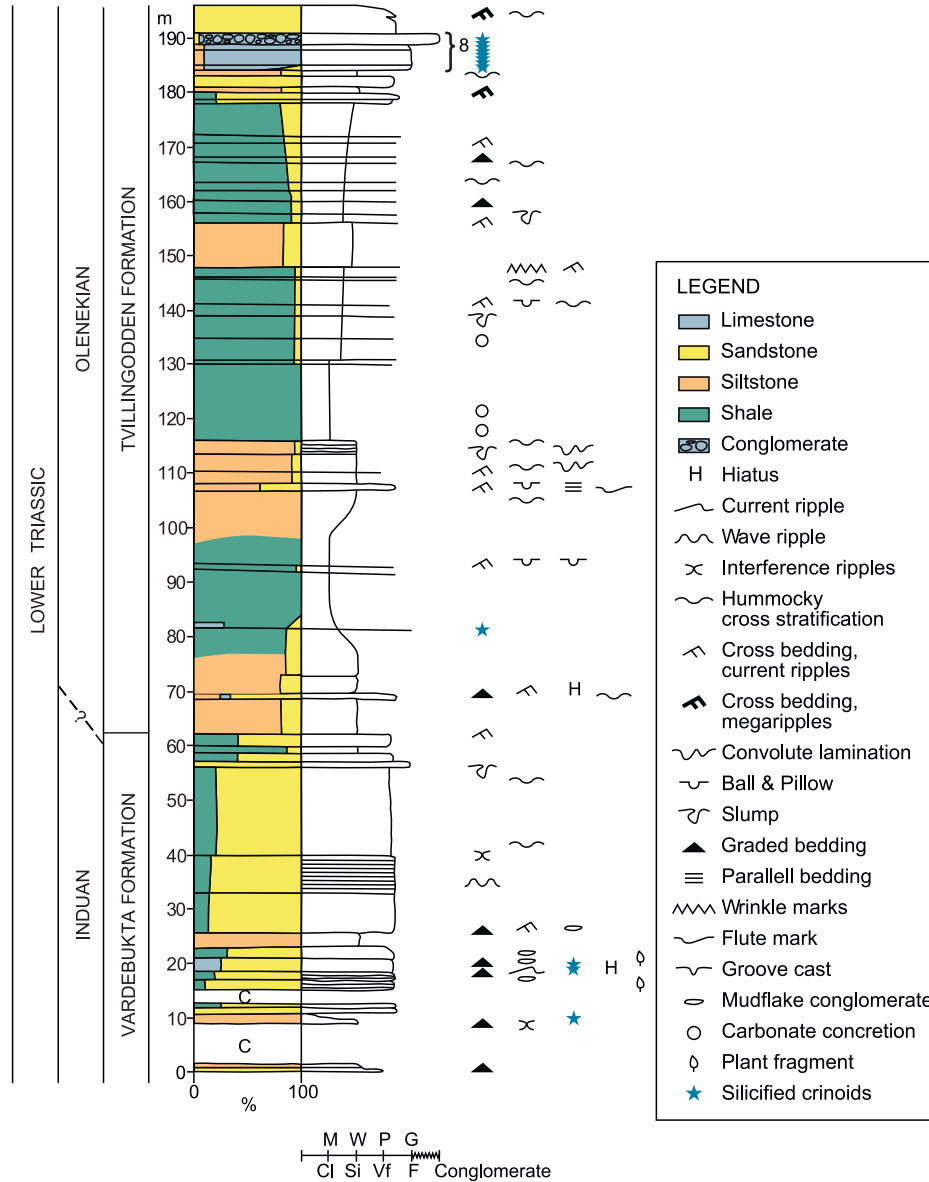 m
190
180
170
160
150
140
130
120
110
100
90
80
70
60
50
40
30
20
10
0
0 100
%
LOWER TRIASSIC
OLENEKIAN
?
INDUAN
TVILLINGODDEN FORMATION
VARDEBUKTA FORMATION
C
C
8
H
H
M W P G
Cl Si Vf F Conglomerate
LEGEND
Limestone
Sandstone
Siltstone
Shale
Conglomerate
H Hiatus
Current ripple
Wave ripple
Interference ripples
Hummocky
cross stratification
Cross bedding,
current ripples
Cross bedding,
megaripples
Convolute lamination
Ball & Pillow
Slump
Graded bedding
Parallell bedding
Wrinkle marks
Flute mark
Groove cast
Mudflake conglomerate
Carbonate concretion
Plant fragment
Silicified crinoids